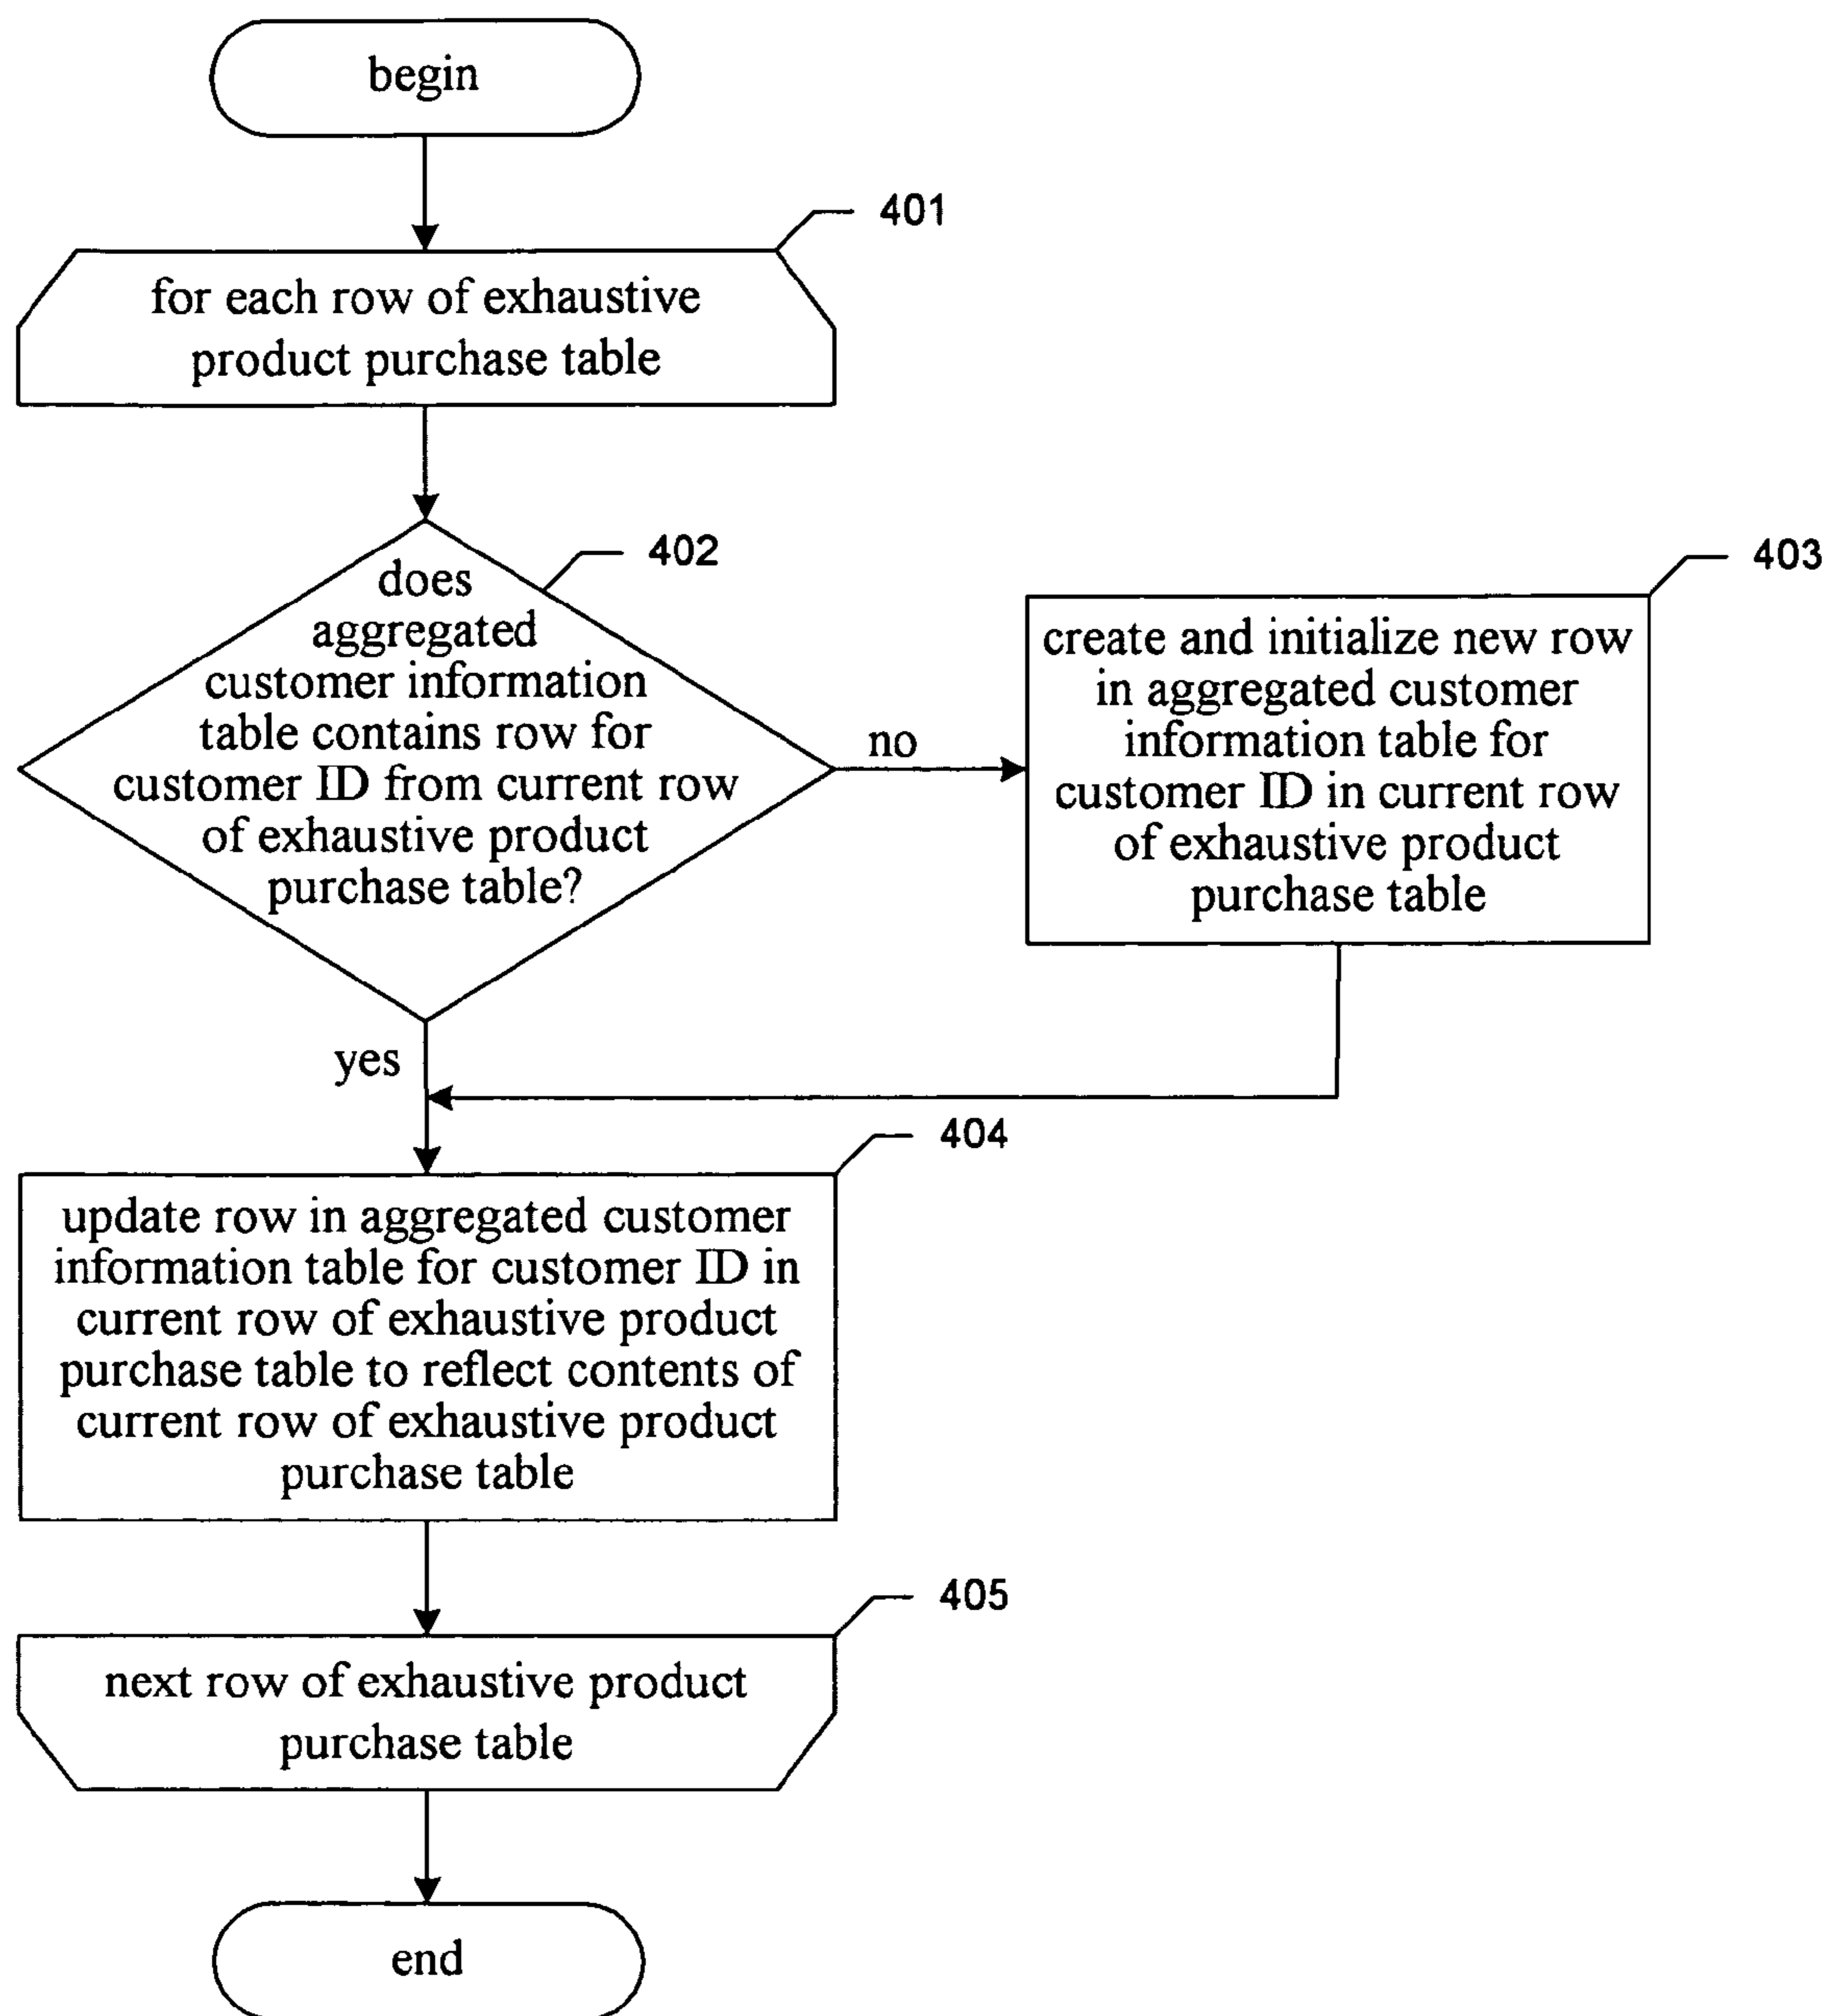 begin
401
for each row of exhaustive
product purchase table
402
does
aggregated
customer information
table contains row for
customer ID from current row
of exhaustive product
purchase table?
no
403
create and initialize new row
in aggregated customer
information table for
customer ID in current row
of exhaustive product
purchase table
yes
404
update row in aggregated customer
information table for customer ID in
current row of exhaustive product
purchase table to reflect contents of
current row of exhaustive product
purchase table
405
next row of exhaustive product
purchase table
end